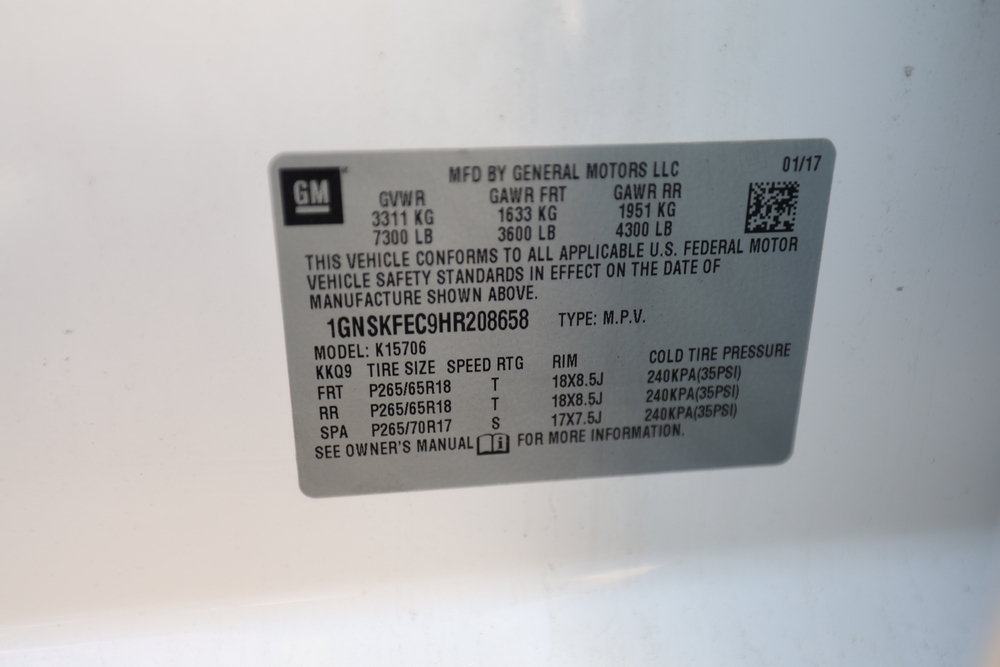 GM
MFD BY GENERAL MOTORS LLC 01/17
GVWR GAWR FRT GAWR RR
3311 KG 1633 KG 1951 KG
7300 LB 3600 LB 4300 LB
THIS VEHICLE CONFORMS TO ALL APPLICABLE U.S. FEDERAL MOTOR
VEHICLE SAFETY STANDARDS IN EFFECT ON THE DATE OF
MANUFACTURE SHOWN ABOVE.
1GNSKFEC9HR208658 TYPE: M.P.V.
MODEL: K15706
KKQ9 TIRE SIZE SPEED RTG RIM COLD TIRE PRESSURE
FRT P265/65R18 T 18X8.5J 240KPA(35PSI)
RR P265/65R18 T 18X8.5J 240KPA(35PSI)
SPA P265/70R17 S 17X7.5J 240KPA(35PSI)
SEE OWNER'S MANUAL i FOR MORE INFORMATION.